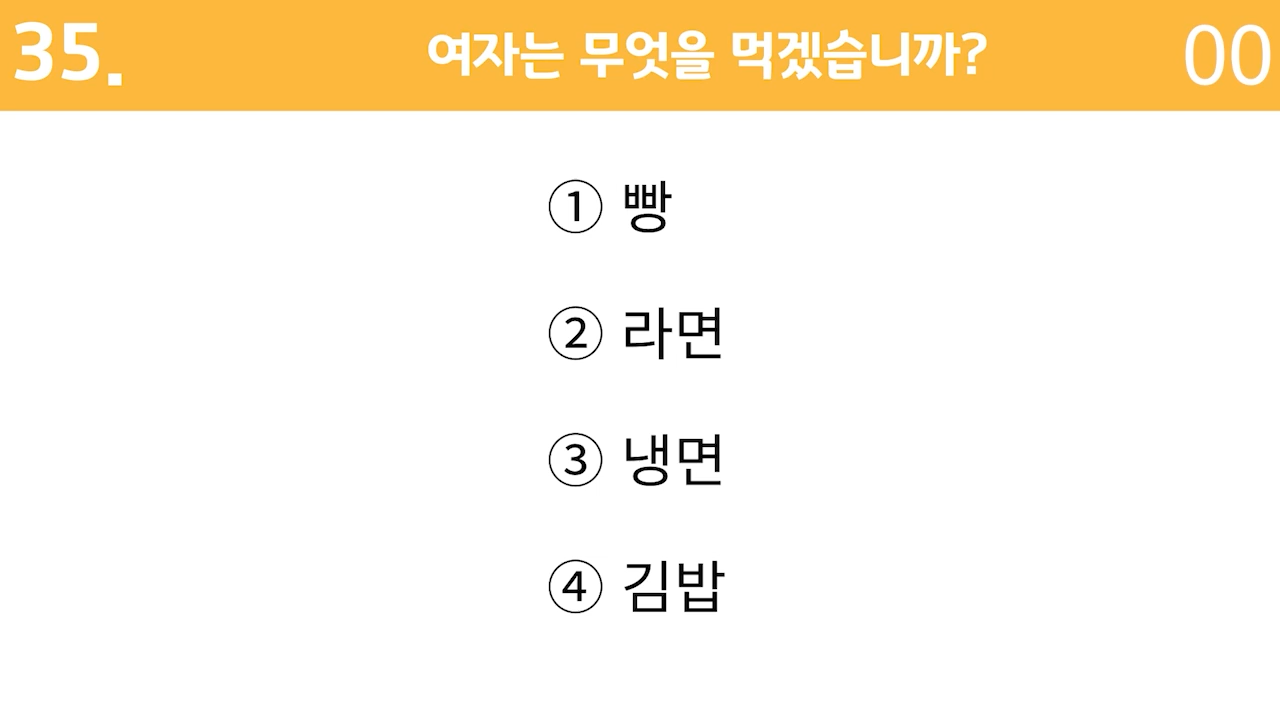 35. 여자는 무엇을 먹겠습니까? 00
① 빵
② 라면
③ 냉면
④ 김밥